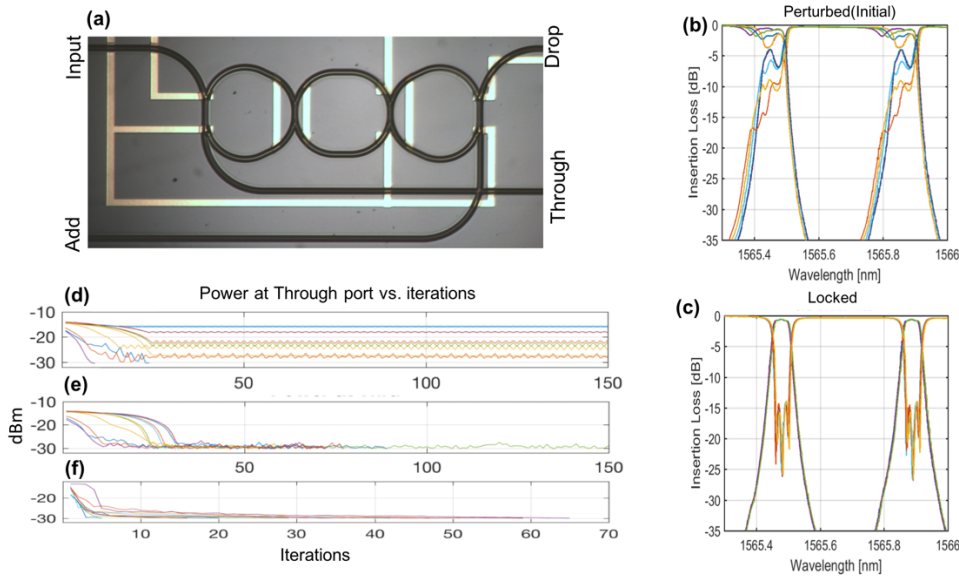 (a)
Input
Drop
Add
Through
(b)
Perturbed(Initial)
Insertion Loss [dB]
0
-5
-10
-15
-20
-25
-30
-35
1565.4
1565.6
1565.8
1566
Wavelength [nm]
Locked
(c)
Insertion Loss [dB]
0
-5
-10
-15
-20
-25
-30
-35
1565.4
1565.6
1565.8
1566
Wavelength [nm]
(d)
Power at Through port vs. iterations
-10
-20
-30
50
100
150
(e)
dBm
-10
-20
-30
50
100
150
(f)
-20
-30
10
20
30
40
50
60
70
Iterations